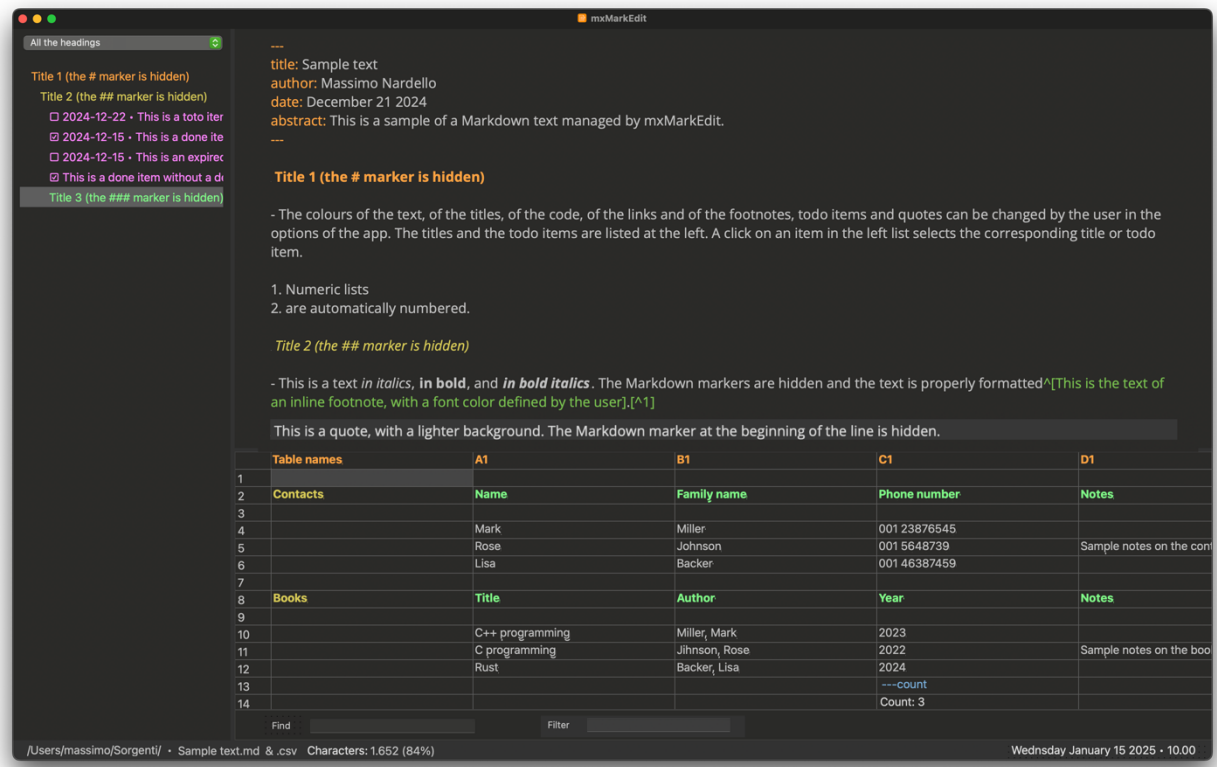 mxMarkEdit
All the headings
Title 1 (the # marker is hidden)
Title 2 (the ## marker is hidden)
☐ 2024-12-22 • This is a toto iter
☑ 2024-12-15 • This is a done ite
☐ 2024-12-15 • This is an expired
☑ This is a done item without a de
Title 3 (the ### marker is hidden)
---
title: Sample text
author: Massimo Nardello
date: December 21 2024
abstract: This is a sample of a Markdown text managed by mxMarkEdit.
---
Title 1 (the # marker is hidden)
- The colours of the text, of the titles, of the code, of the links and of the footnotes, todo items and quotes can be changed by the user in the
options of the app. The titles and the todo items are listed at the left. A click on an item in the left list selects the corresponding title or todo
item.
1. Numeric lists
2. are automatically numbered.
Title 2 (the ## marker is hidden)
- This is a text in italics, in bold, and in bold italics. The Markdown markers are hidden and the text is properly formatted^[This is the text of
an inline footnote, with a font color defined by the user].[^1]
This is a quote, with a lighter background. The Markdown marker at the beginning of the line is hidden.
Table names A1 B1 C1 D1
1
2 Contacts Name Family name Phone number Notes
3
4 Mark Miller 001 23876545
5 Rose Johnson 001 5648739 Sample notes on the cont
6 Lisa Backer 001 46387459
7
8 Books Title Author Year Notes
9
10 C++ programming Miller, Mark 2023
11 C programming Jihnson, Rose 2022 Sample notes on the boo
12 Rust Backer, Lisa 2024
13 ---count
14 Count: 3
Find Filter
/Users/massimo/Sorgenti/ • Sample text.md & .csv Characters: 1.652 (84%) Wednsday January 15 2025 • 10.00